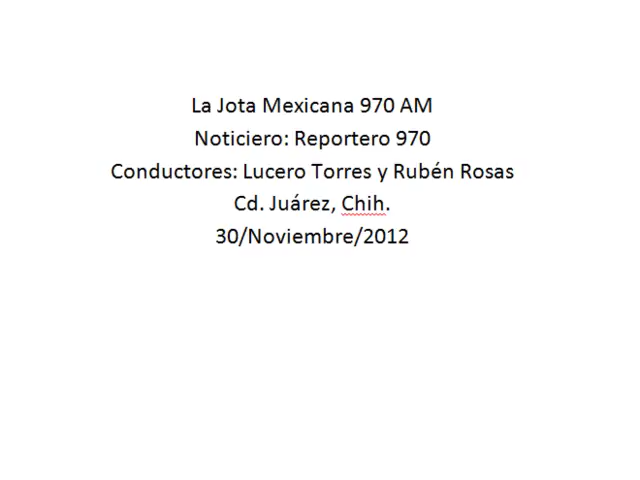 La Jota Mexicana 970 AM
Noticiero: Reportero 970
Conductores: Lucero Torres y Rubén Rosas
Cd. Juárez, Chih.
30/Noviembre/2012